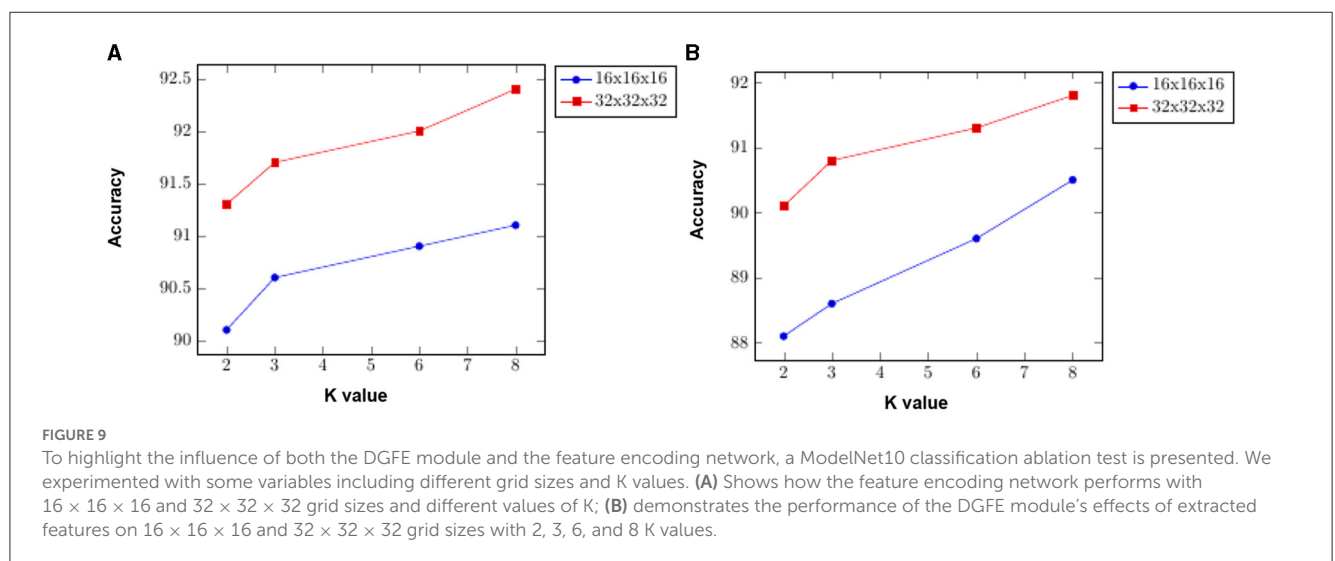 A
92.5
92
91.5
91
90.5
90
2 3 4 5 6 7 8
Accuracy
K value
16x16x16
32x32x32
B
92
91
90
89
88
2 3 4 5 6 7 8
Accuracy
K value
16x16x16
32x32x32
FIGURE 9
To highlight the influence of both the DGFE module and the feature encoding network, a ModelNet10 classification ablation test is presented. We
experimented with some variables including different grid sizes and K values. (A) Shows how the feature encoding network performs with
16 × 16 × 16 and 32 × 32 × 32 grid sizes and different values of K; (B) demonstrates the performance of the DGFE module's effects of extracted
features on 16 × 16 × 16 and 32 × 32 × 32 grid sizes with 2, 3, 6, and 8 K values.